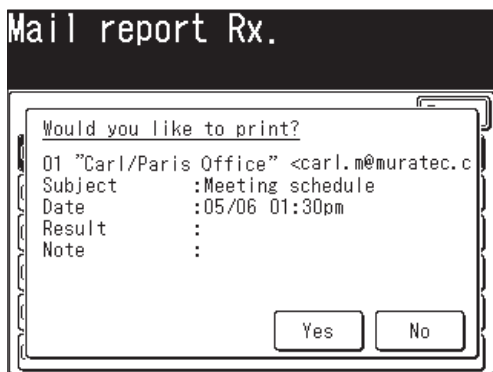 Mail report Rx.
Would you like to print?
01 "Carl/Paris Office" <carl.m@muratec.c
Subject :Meeting schedule
Date :05/06 01:30pm
Result :
Note :
Yes No